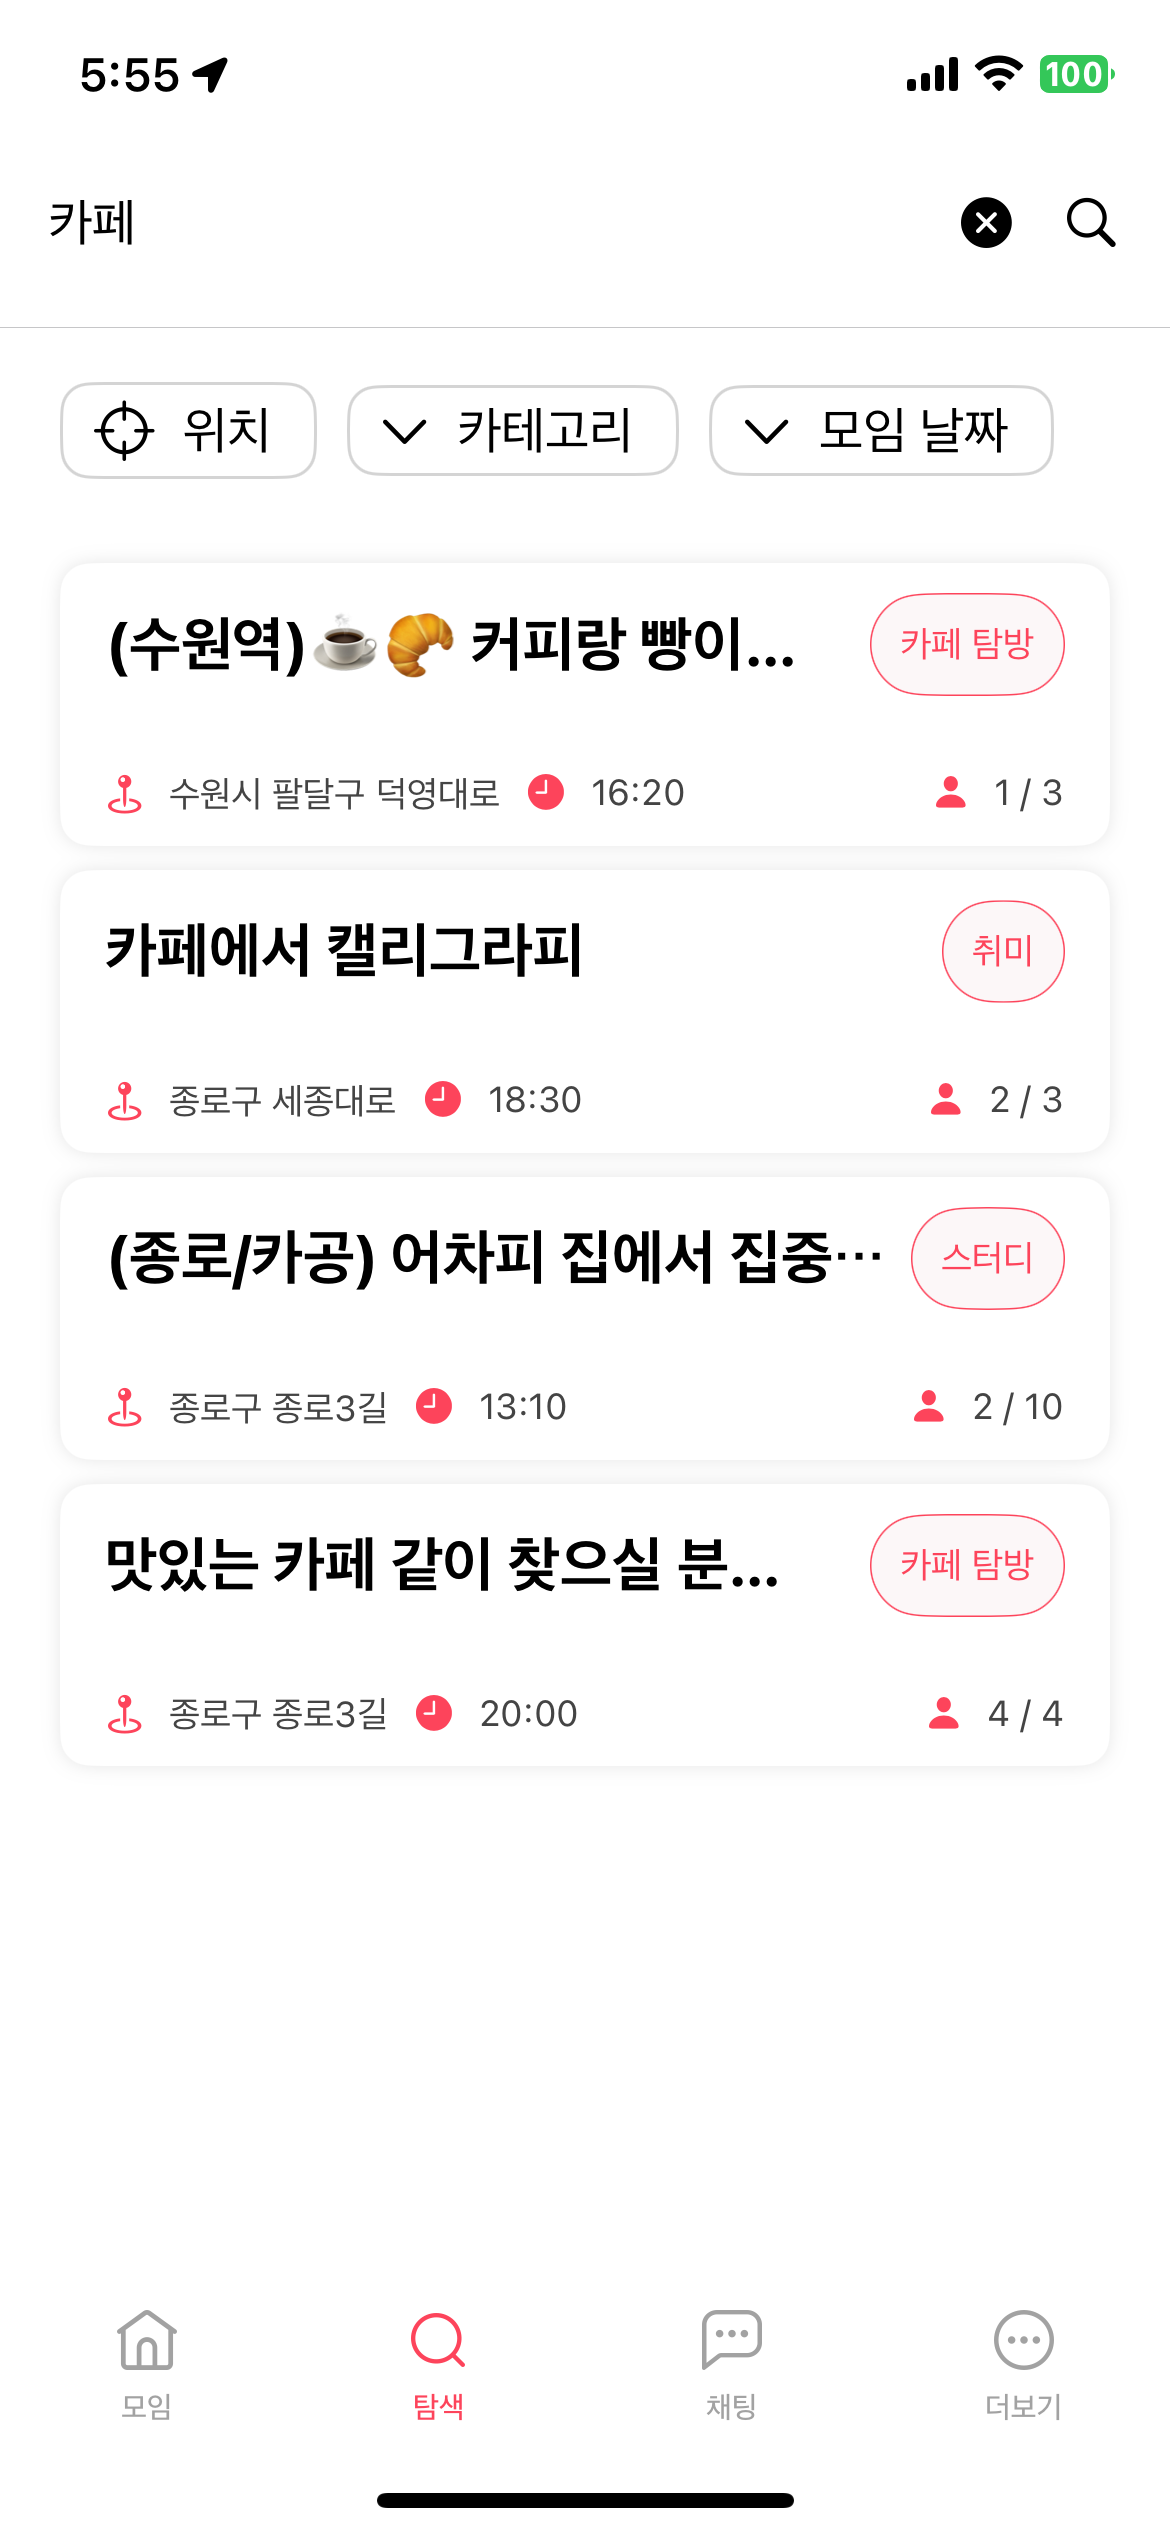 5:55
100
카페
위치
카테고리
모임 날짜
(수원역)☕🥐 커피랑 빵이...
카페 탐방
수원시 팔달구 덕영대로 16:20 1 / 3
카페에서 캘리그라피
취미
종로구 세종대로 18:30 2 / 3
(종로/카공) 어차피 집에서 집중…
스터디
종로구 종로3길 13:10 2 / 10
맛있는 카페 같이 찾으실 분...
카페 탐방
종로구 종로3길 20:00 4 / 4
모임
탐색
채팅
더보기